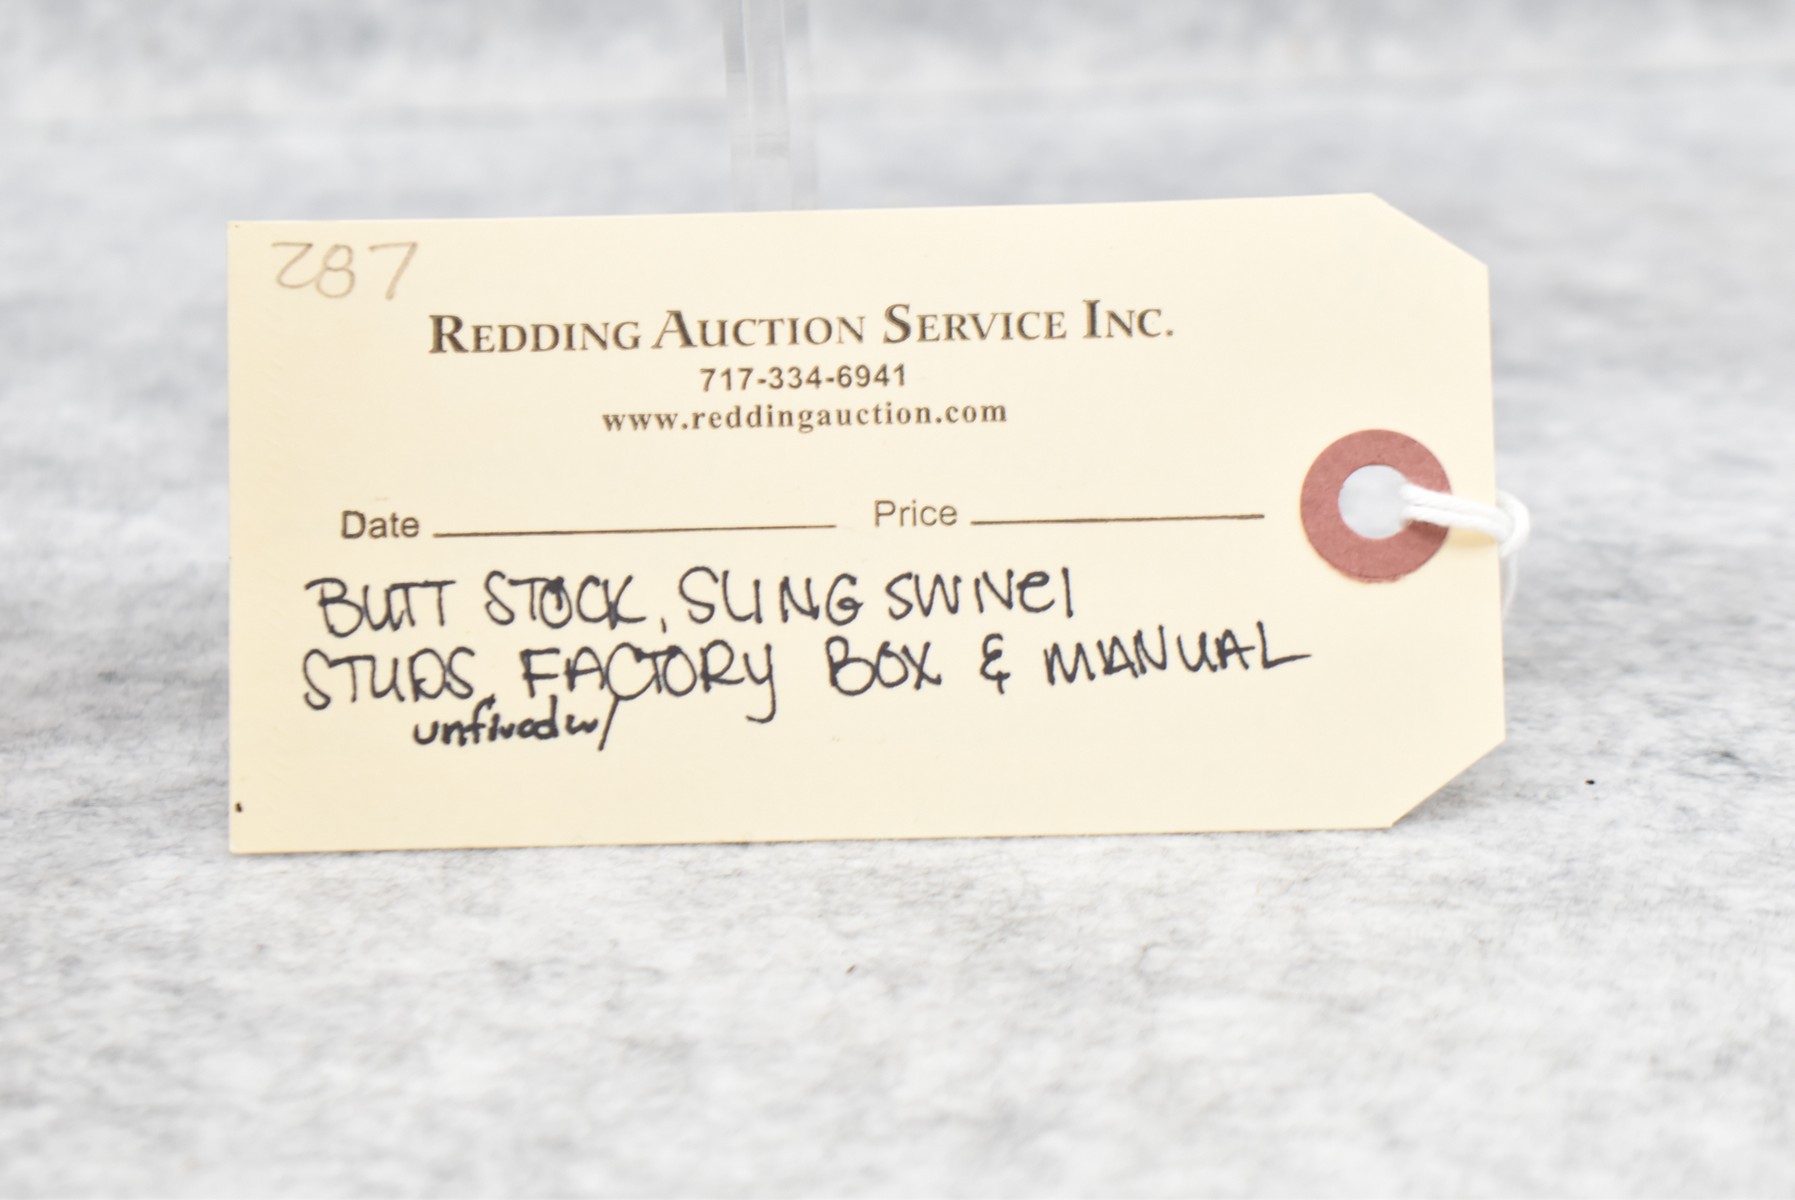 287
REDDING AUCTION SERVICE INC.
717-334-6941
www.reddingauction.com
Date Price
BUTT STOCK, SLING SWIVEl
STUDS, FACTORY BOX & MANUAL
unfired w/